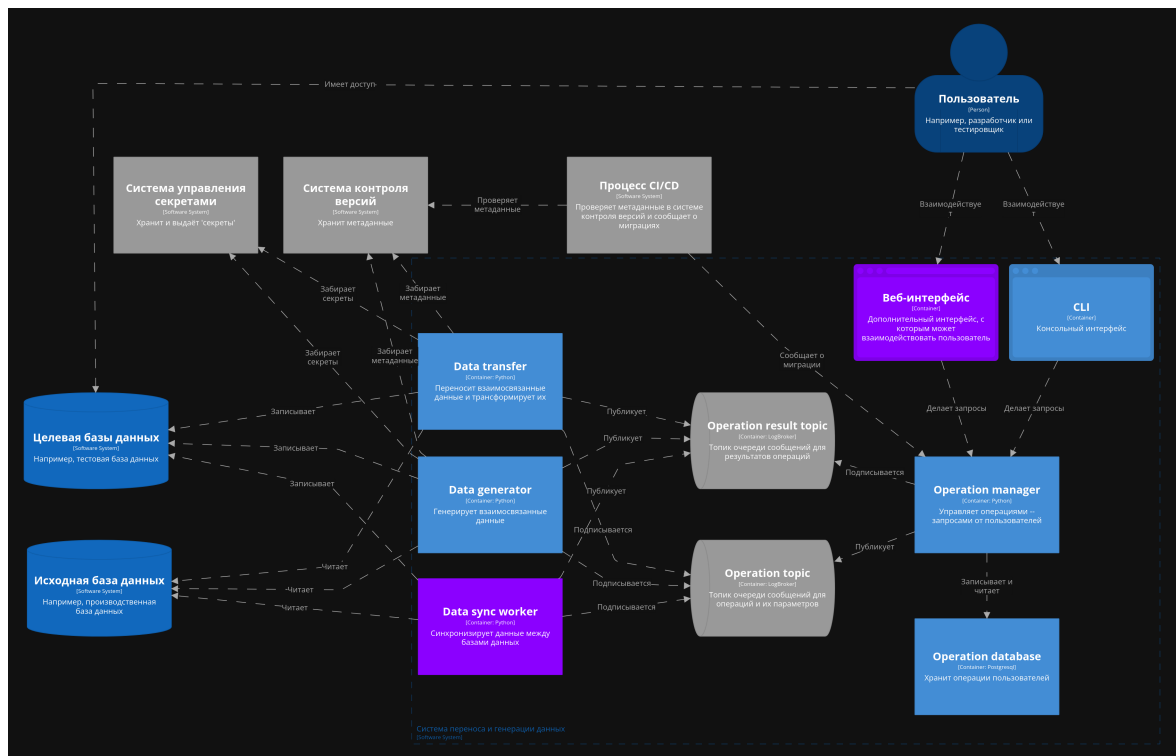 Имеет доступ
Пользователь
[Person]
Например, разработчик или
тестировщик
Система управления
секретами
[Software System]
Хранит и выдаёт 'секреты'
Система контроля
версий
[Software System]
Хранит метаданные
Проверяет
метаданные
Процесс CI/CD
[Software System]
Проверяет метаданные в системе
контроля версий и сообщает о
миграциях
Взаимодействуе
т
Взаимодействуе
т
Забирает
секреты
Забирает
метаданные
Веб-интерфейс
[Container]
Дополнительный интерфейс, с
которым может
взаимодействовать пользователь
CLI
[Container]
Консольный интерфейс
Забирает
секреты
Забирает
метаданные
Data transfer
[Container: Python]
Переносит взаимосвязанные
данные и трансформирует их
Сообщает о
миграции
Записывает
Публикует
Делает запросы
Делает запросы
Целевая базы данных
[Software System]
Например, тестовая база данных
Записывает
Публикует
Operation result topic
[Container: LogBroker]
Топик очереди сообщений для
результатов операций
Подписывается
Записывает
Data generator
[Container: Python]
Генерирует взаимосвязанные
данные
Публикует
Подписывается
Operation manager
[Container: Python]
Управляет операциями --
запросами от пользователей
Публикует
Исходная база данных
[Software System]
Например, производственная
база данных
Читает
Читает
Читает
Подписывается
Подписывается
Data sync worker
[Container: Python]
Синхронизирует данные между
базами данных
Operation topic
[Container: LogBroker]
Топик очереди сообщений для
операций и их параметров
Записывает и
читает
Operation database
[Container: Postgresql]
Хранит операции пользователей
Система переноса и генерации данных
[Software System]